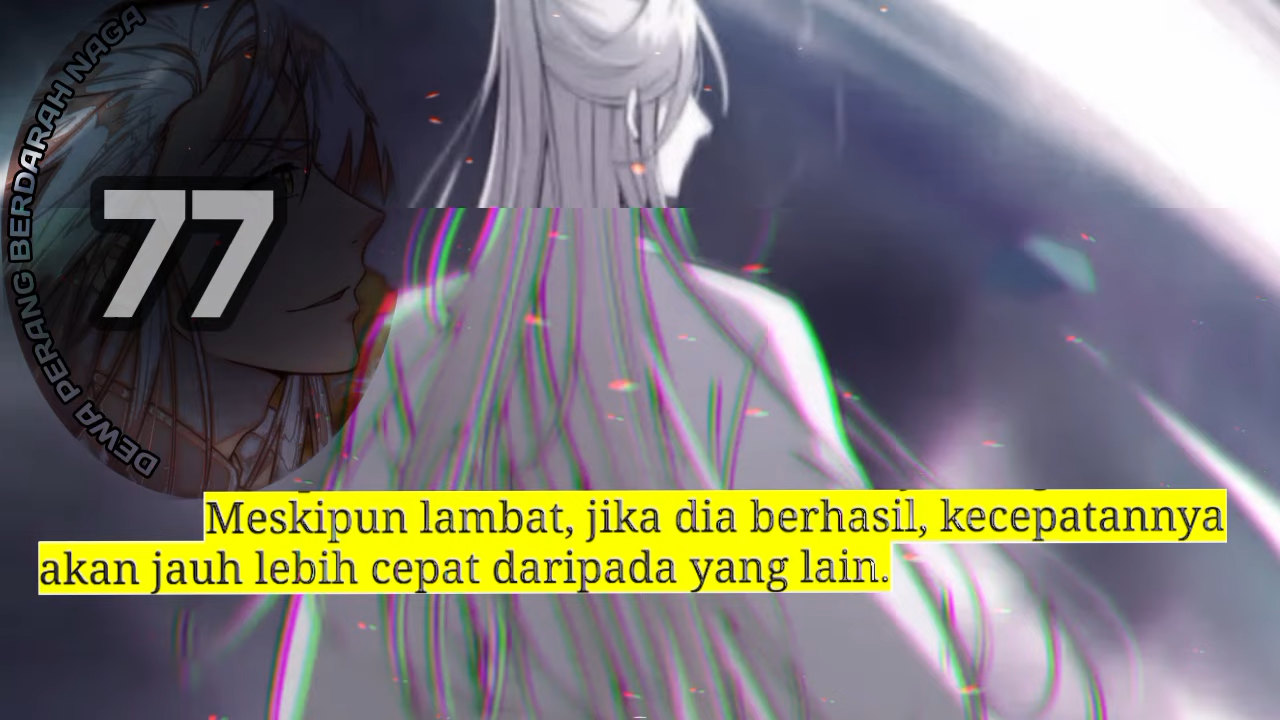 DEWA PERANG BERDARAH NAGA
77
Meskipun lambat, jika dia berhasil, kecepatannya
akan jauh lebih cepat daripada yang lain.